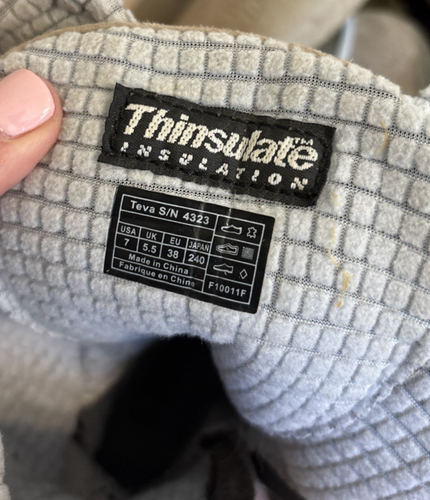 Thinsulate™
INSULATION
Teva S/N 4323
USA UK EU JAPAN
7 5.5 38 240
Made in China
Fabriqué en Chine
F10011F